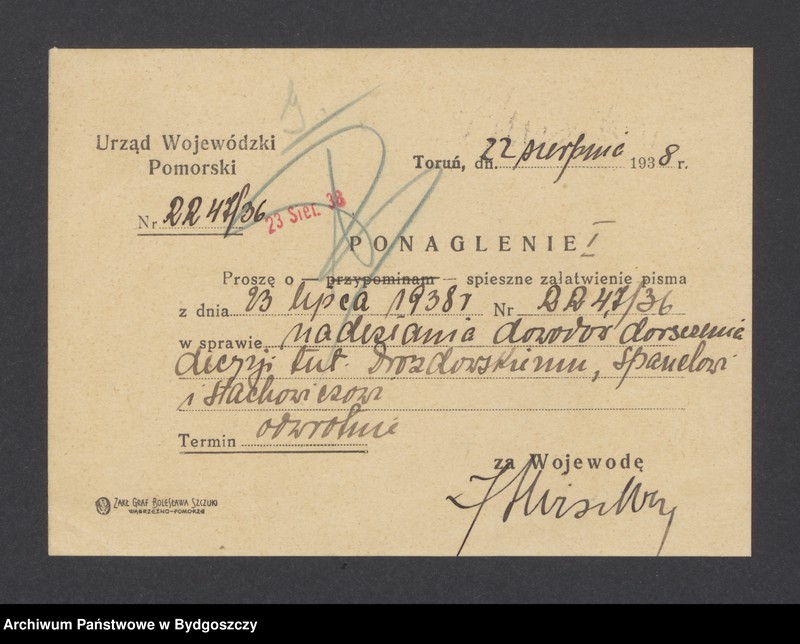 Urząd Wojewódzki
Pomorski
Toruń, dn. 22 sierpnia 1938 r.
Nr 2247/36
23 Sier. 38
PONAGLENIE I
Proszę o — przypominam — spieszne załatwienie pisma
z dnia 23 lipca 1938 r Nr 2247/36
w sprawie nadesłania dowodów doręczenia
decyzji tut. Drozdowskiemu, Spanelowi
i Stachowiczowi
Termin odwrotnie
za Wojewodę
ZAKŁ GRAF BOLESŁAWA SZCZUKI
WĄBRZEŹNO-POMORZE
Archiwum Państwowe w Bydgoszczy